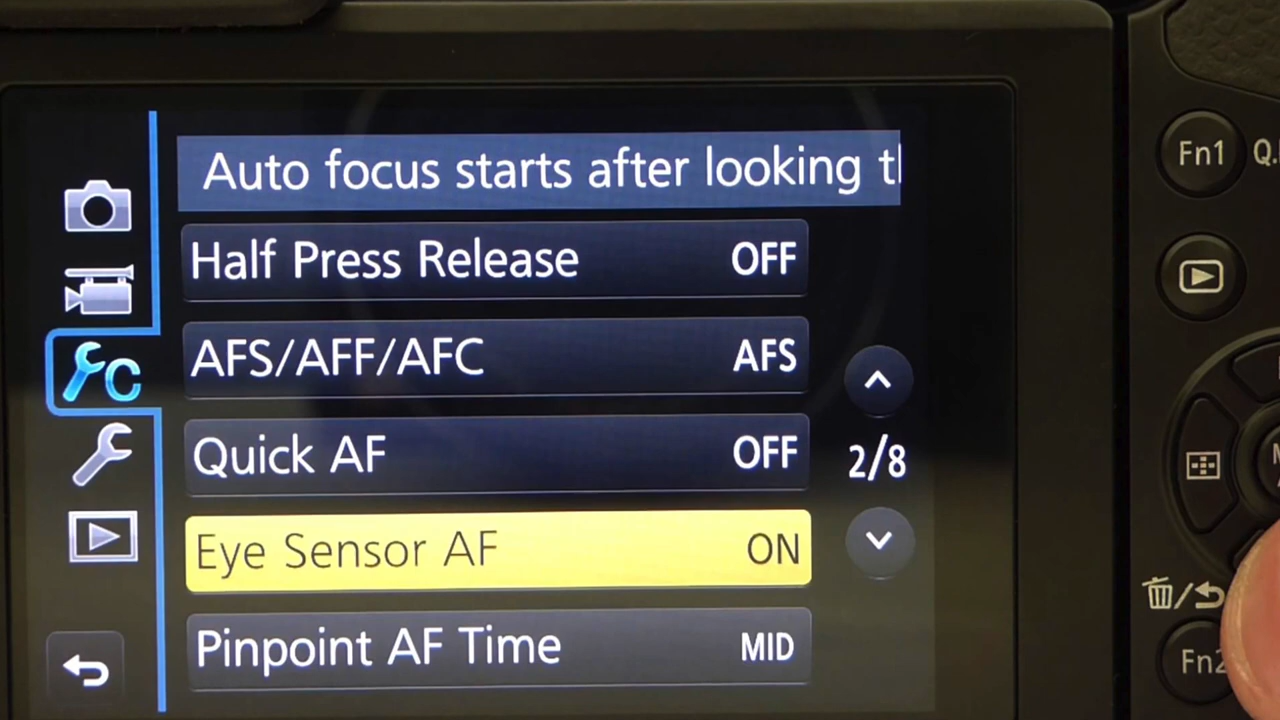 Auto focus starts after looking
Half Press Release OFF
AFS/AFF/AFC AFS
Quick AF OFF
Eye Sensor AF ON
Pinpoint AF Time MID
2/8
C
Fn1
Fn2